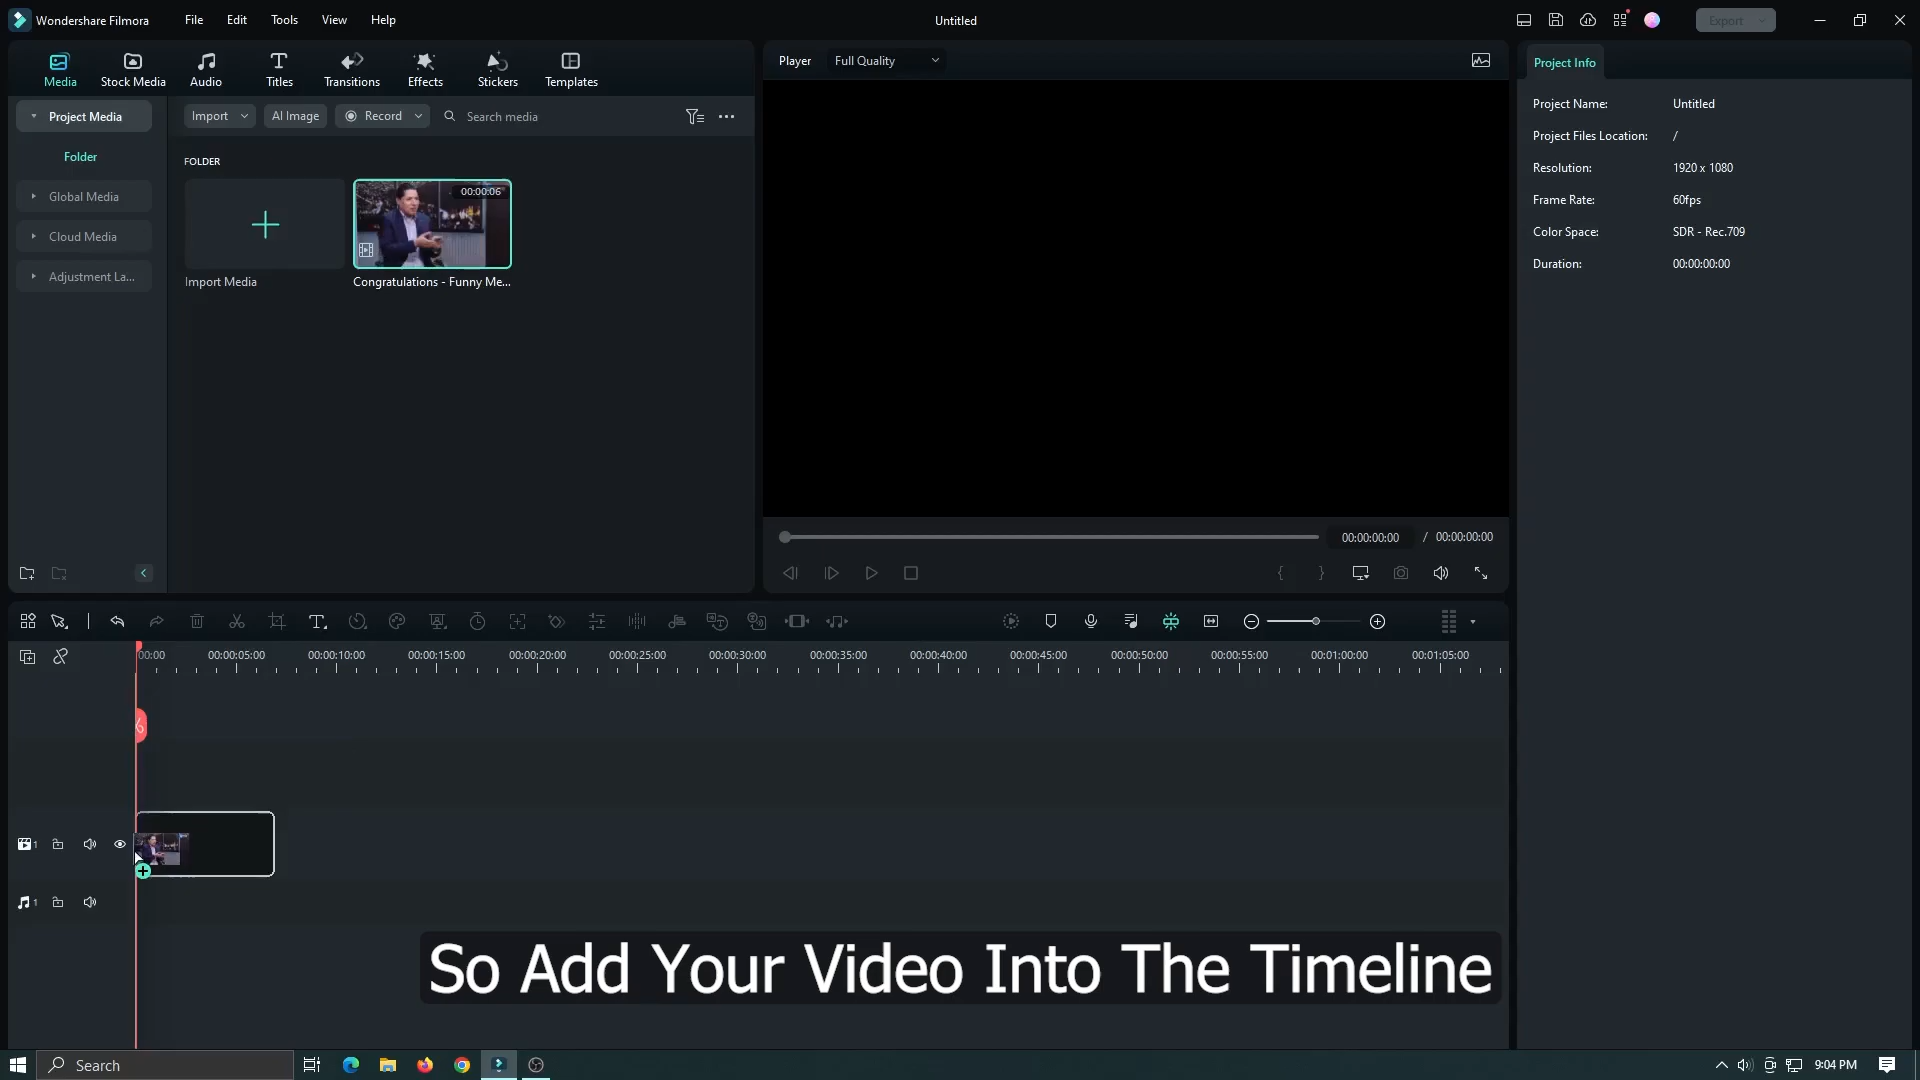 Wondershare Filmora
File
Edit
Tools
View
Help
Untitled
Export
Media
Stock Media
Audio
Titles
Transitions
Effects
Stickers
Templates
Player
Full Quality
Project Info
Project Media
Folder
Global Media
Cloud Media
Adjustment La...
Import
AI Image
Record
Search media
FOLDER
00:00:06
Import Media
Congratulations - Funny Me...
Project Name:
Untitled
Project Files Location:
/
Resolution:
1920 x 1080
Frame Rate:
60fps
Color Space:
SDR - Rec.709
Duration:
00:00:00:00
00:00:00:00
/
00:00:00:00
00:00
00:00:05:00
00:00:10:00
00:00:15:00
00:00:20:00
00:00:25:00
00:00:30:00
00:00:35:00
00:00:40:00
00:00:45:00
00:00:50:00
00:00:55:00
00:01:00:00
00:01:05:00
1
1
So Add Your Video Into The Timeline
Search
9:04 PM